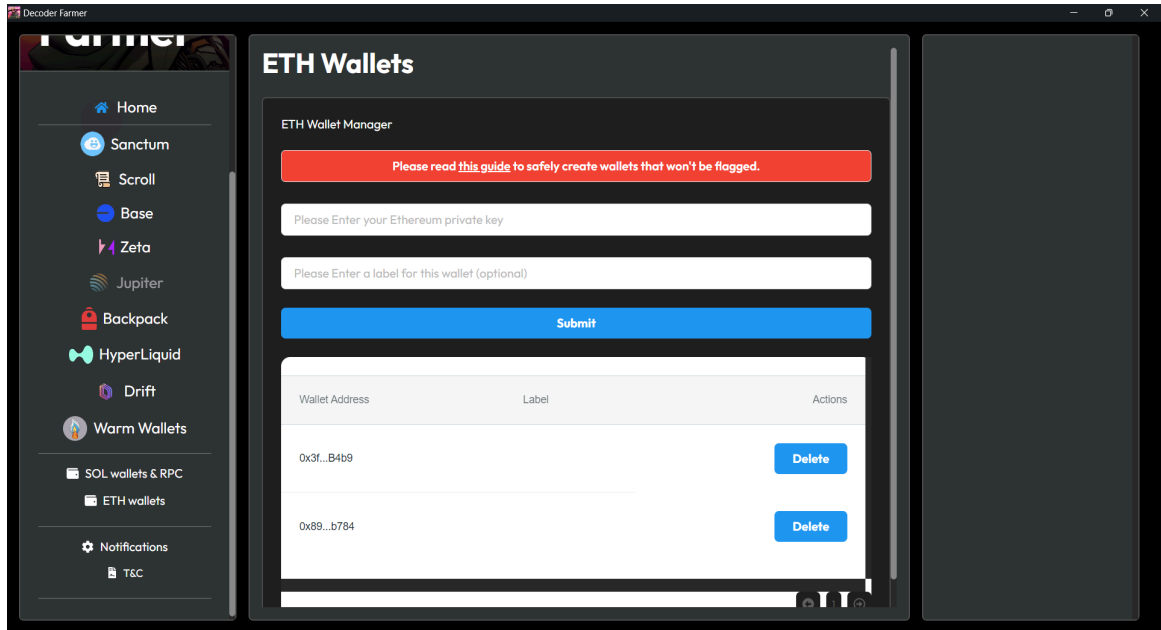 Decoder Farmer
Farmer
Home
Sanctum
Scroll
Base
Zeta
Jupiter
Backpack
HyperLiquid
Drift
Warm Wallets
SOL wallets & RPC
ETH wallets
Notifications
T&C
ETH Wallets
ETH Wallet Manager
Please read this guide to safely create wallets that won't be flagged.
Please Enter your Ethereum private key
Please Enter a label for this wallet (optional)
Submit
Wallet Address Label Actions
0x3f...B4b9 Delete
0x89...b784 Delete
1